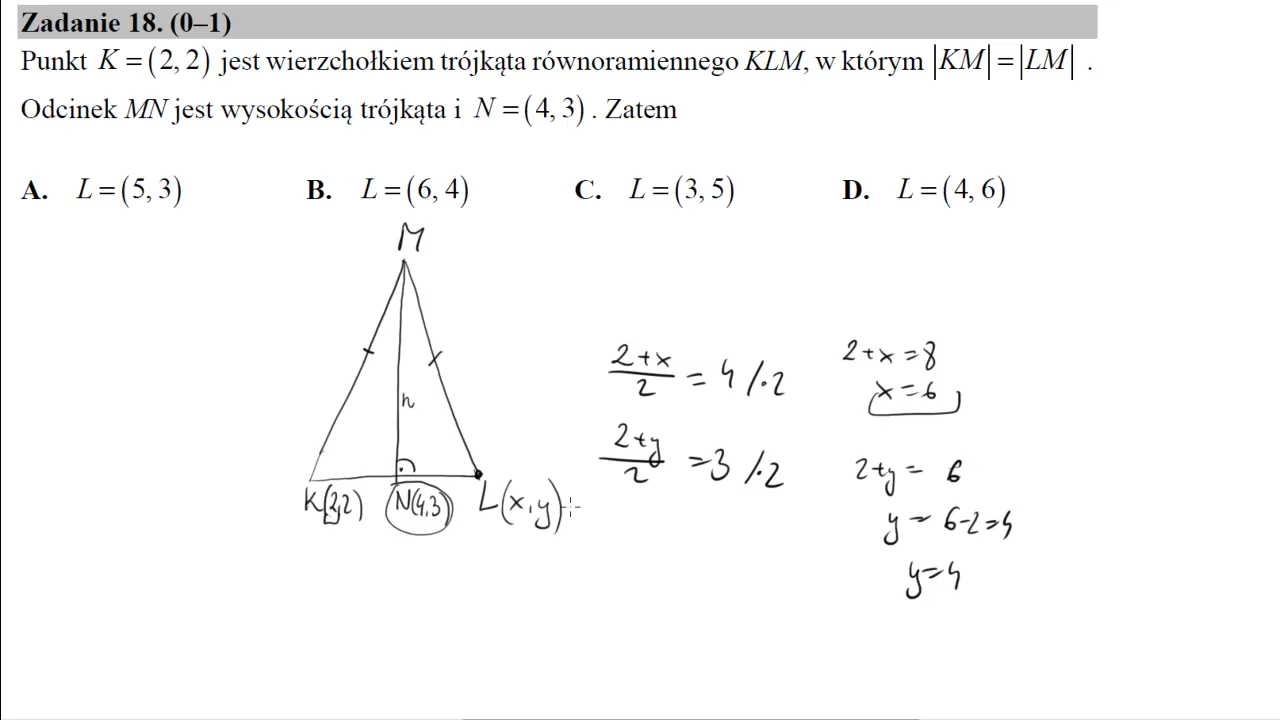 Zadanie 18. (0–1)
Punkt K = (2, 2) jest wierzchołkiem trójkąta równoramiennego KLM, w którym |KM| = |LM| .
Odcinek MN jest wysokością trójkąta i N = (4, 3) . Zatem
A. L = (5, 3) B. L = (6, 4) C. L = (3, 5) D. L = (4, 6)
M
h
K(2,2) N(4,3) L(x,y)
2+x/2 = 4 /·2
2+y/2 = 3 /·2
2+x=8
x=6
2+y= 6
y= 6-2=4
y=4